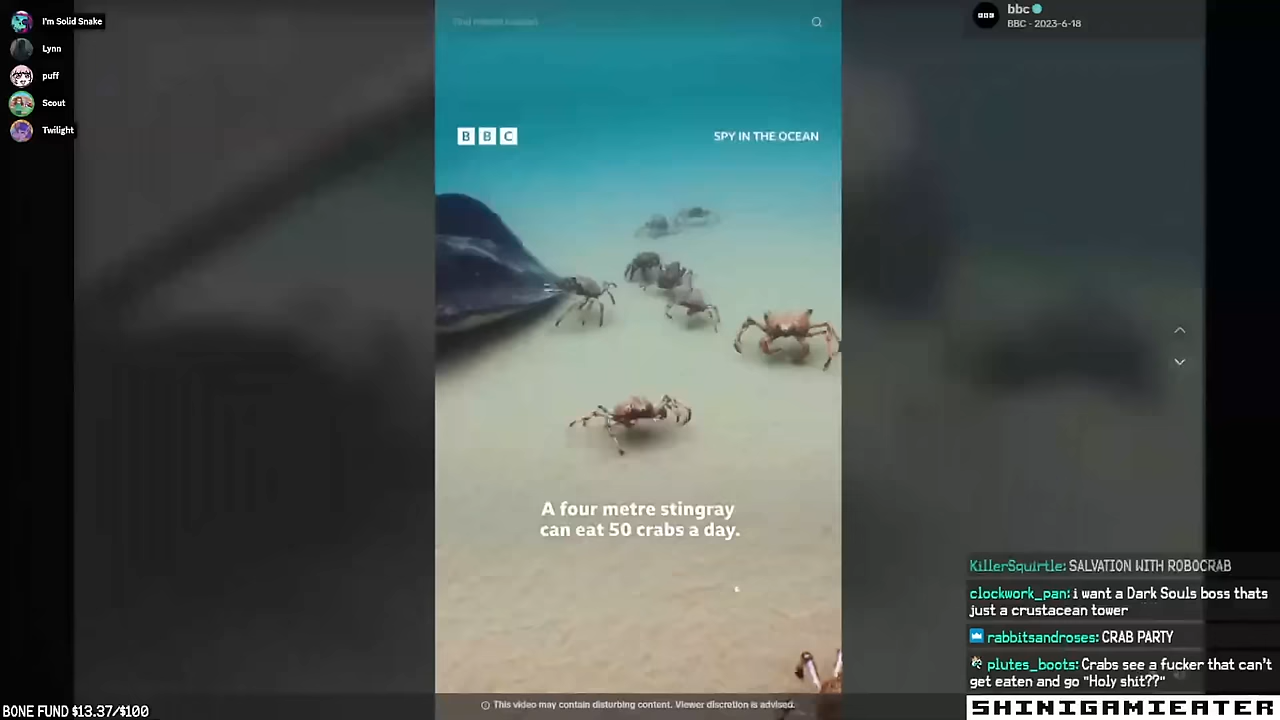 I'm Solid Snake
Lynn
puff
Scout
Twilight
bbc
BBC - 2023-6-18
BBC
SPY IN THE OCEAN
A four metre stingray
can eat 50 crabs a day.
KillerSquirtle: SALVATION WITH ROBOCRAB
clockwork_pan: i want a Dark Souls boss thats
just a crustacean tower
rabbitsandroses: CRAB PARTY
plutes_boots: Crabs see a fucker that can't
get eaten and go "Holy shit??"
This video may contain disturbing content. Viewer discretion is advised.
BONE FUND $13.37/$100
SHINIGAMIEATER